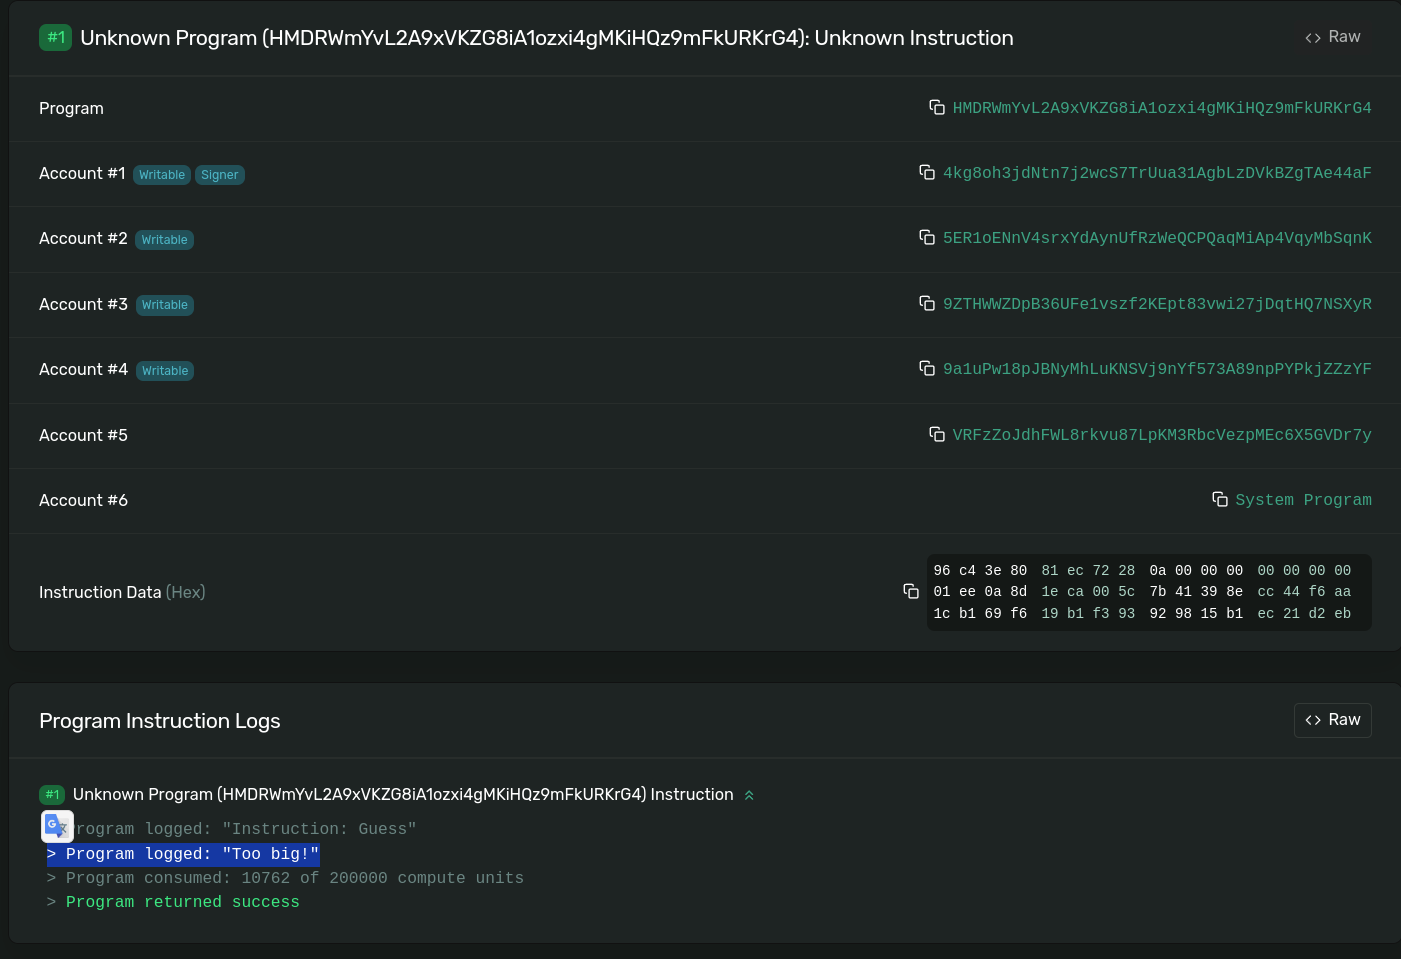 #1 Unknown Program (HMDRWmYvL2A9xVKZG8iA1ozxi4gMKiHQz9mFkURKrG4): Unknown Instruction <> Raw
Program HMDRWmYvL2A9xVKZG8iA1ozxi4gMKiHQz9mFkURKrG4
Account #1 Writable Signer 4kg8oh3jdNtn7j2wcS7TrUua31AgbLzDVkBZgTAe44aF
Account #2 Writable 5ER1oENnV4srxYdAynUfRzWeQCPQaqMiAp4VqyMbSqnK
Account #3 Writable 9ZTHWWZDpB36UFe1vszf2KEpt83vwi27jDqtHQ7NSXyR
Account #4 Writable 9a1uPw18pJBNyMhLuKNSVj9nYf573A89npPYPkjZZzYF
Account #5 VRFzZoJdhFWL8rkvu87LpKM3RbcVezpMEc6X5GVDr7y
Account #6 System Program
Instruction Data (Hex)
96 c4 3e 80 81 ec 72 28 0a 00 00 00 00 00 00 00
01 ee 0a 8d 1e ca 00 5c 7b 41 39 8e cc 44 f6 aa
1c b1 69 f6 19 b1 f3 93 92 98 15 b1 ec 21 d2 eb
Program Instruction Logs <> Raw
#1 Unknown Program (HMDRWmYvL2A9xVKZG8iA1ozxi4gMKiHQz9mFkURKrG4) Instruction
rogram logged: "Instruction: Guess"
> Program logged: "Too big!"
> Program consumed: 10762 of 200000 compute units
> Program returned success